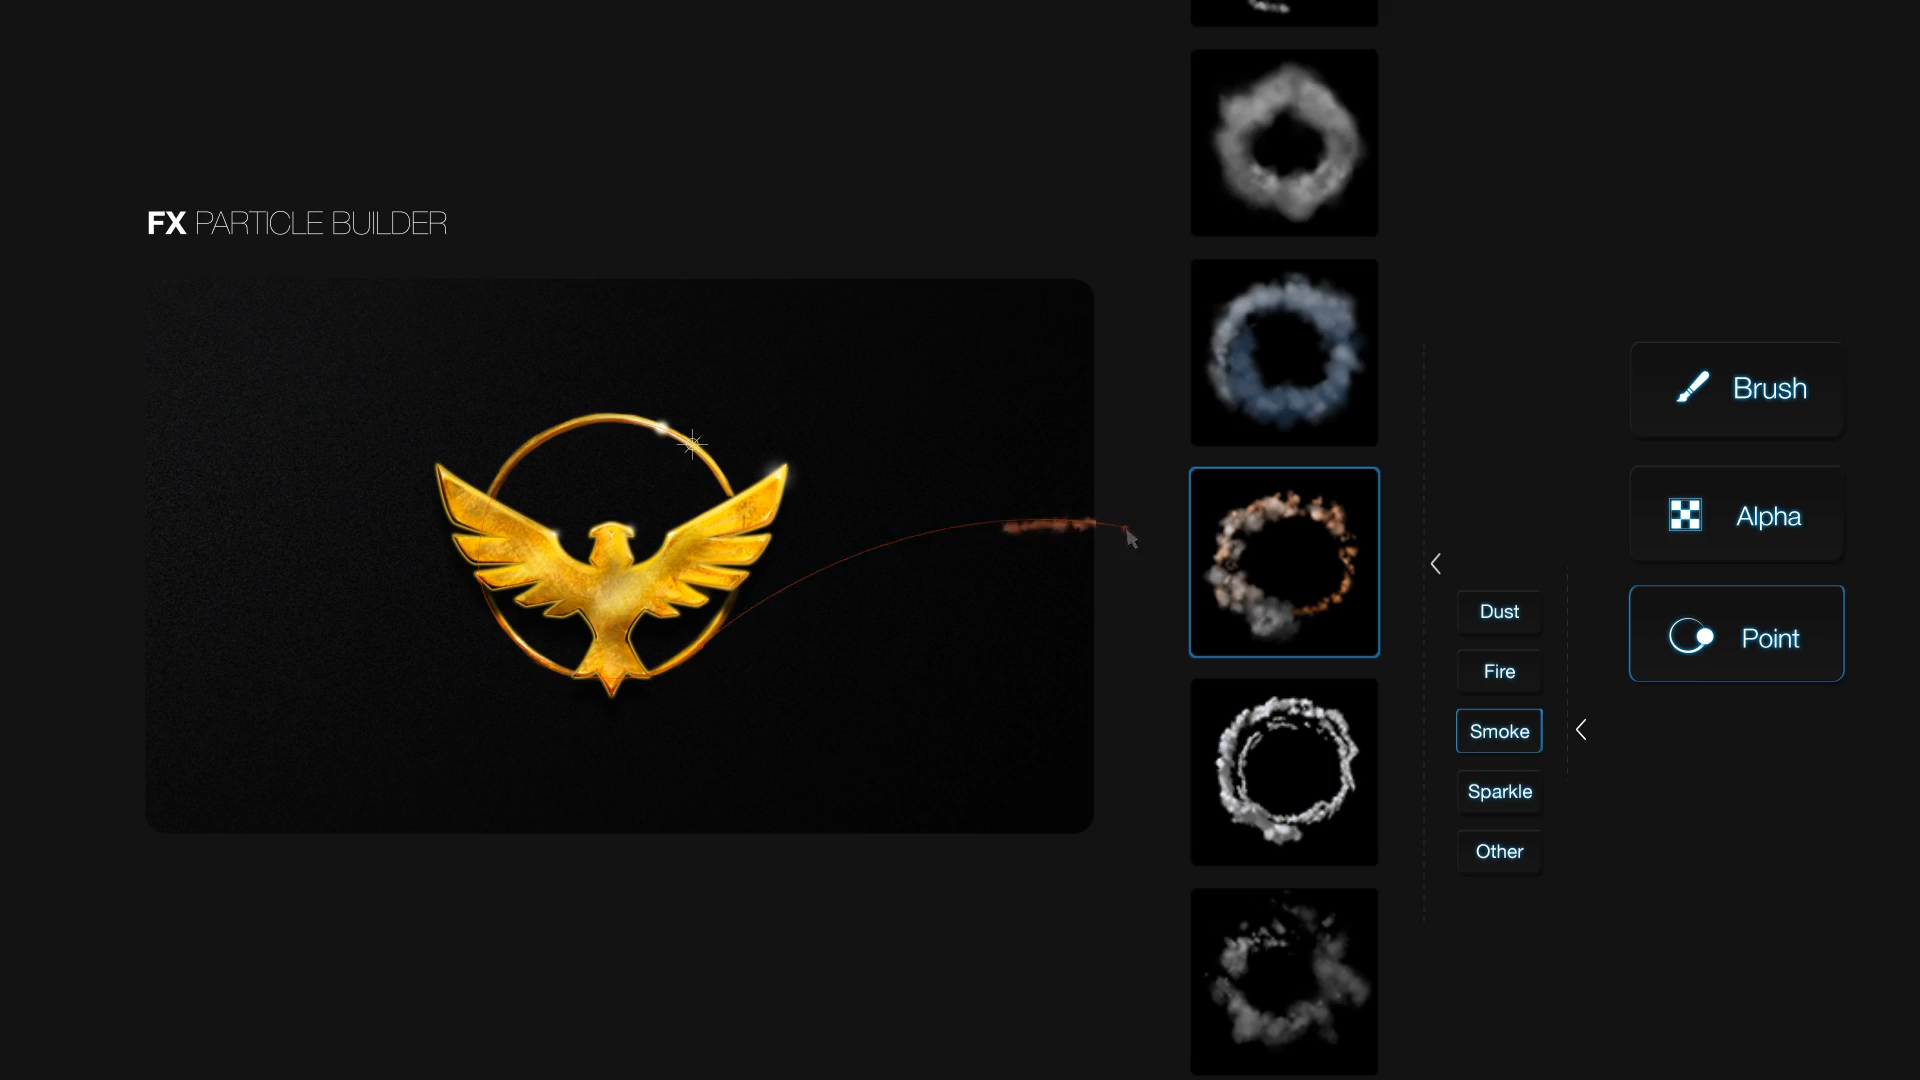 FX PARTICLE BUILDER
Brush
Alpha
Point
Dust
Fire
Smoke
Sparkle
Other